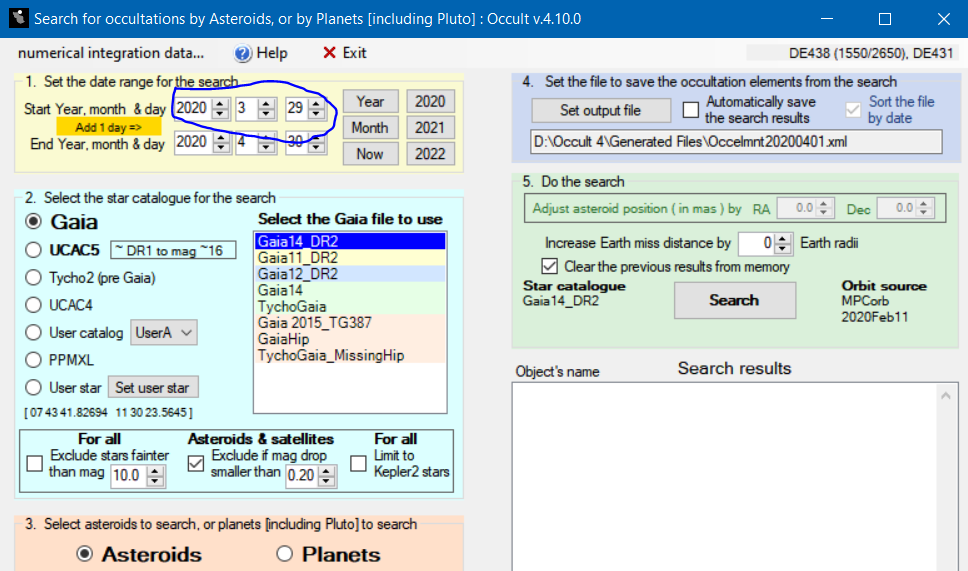 Search for occultations by Asteroids, or by Planets [including Pluto] : Occult v.4.10.0
numerical integration data... Help Exit DE438 (1550/2650), DE431
1. Set the date range for the search
Start Year, month & day 2020 3 29 Year 2020
Add 1 day => Month 2021
End Year, month & day 2020 4 30 Now 2022
2. Select the star catalogue for the search
Gaia
UCAC5 ~ DR1 to mag ~16
Tycho2 (pre Gaia)
UCAC4
User catalog UserA
PPMXL
User star Set user star
[ 07 43 41.82694 11 30 23.5645 ]
Select the Gaia file to use
Gaia14_DR2
Gaia11_DR2
Gaia12_DR2
Gaia14
TychoGaia
Gaia 2015_TG387
GaiaHip
TychoGaia_MissingHip
For all
Exclude stars fainter
than mag 10.0
Asteroids & satellites
Exclude if mag drop
smaller than 0.20
For all
Limit to
Kepler2 stars
3. Select asteroids to search, or planets [including Pluto] to search
Asteroids Planets
4. Set the file to save the occultation elements from the search
Set output file
Automatically save
the search results
Sort the file
by date
D:\Occult 4\Generated Files\Occelmnt20200401.xml
5. Do the search
Adjust asteroid position ( in mas ) by RA 0.0 Dec 0.0
Increase Earth miss distance by 0 Earth radii
Clear the previous results from memory
Star catalogue
Gaia14_DR2
Search
Orbit source
MPCorb
2020Feb11
Object's name Search results